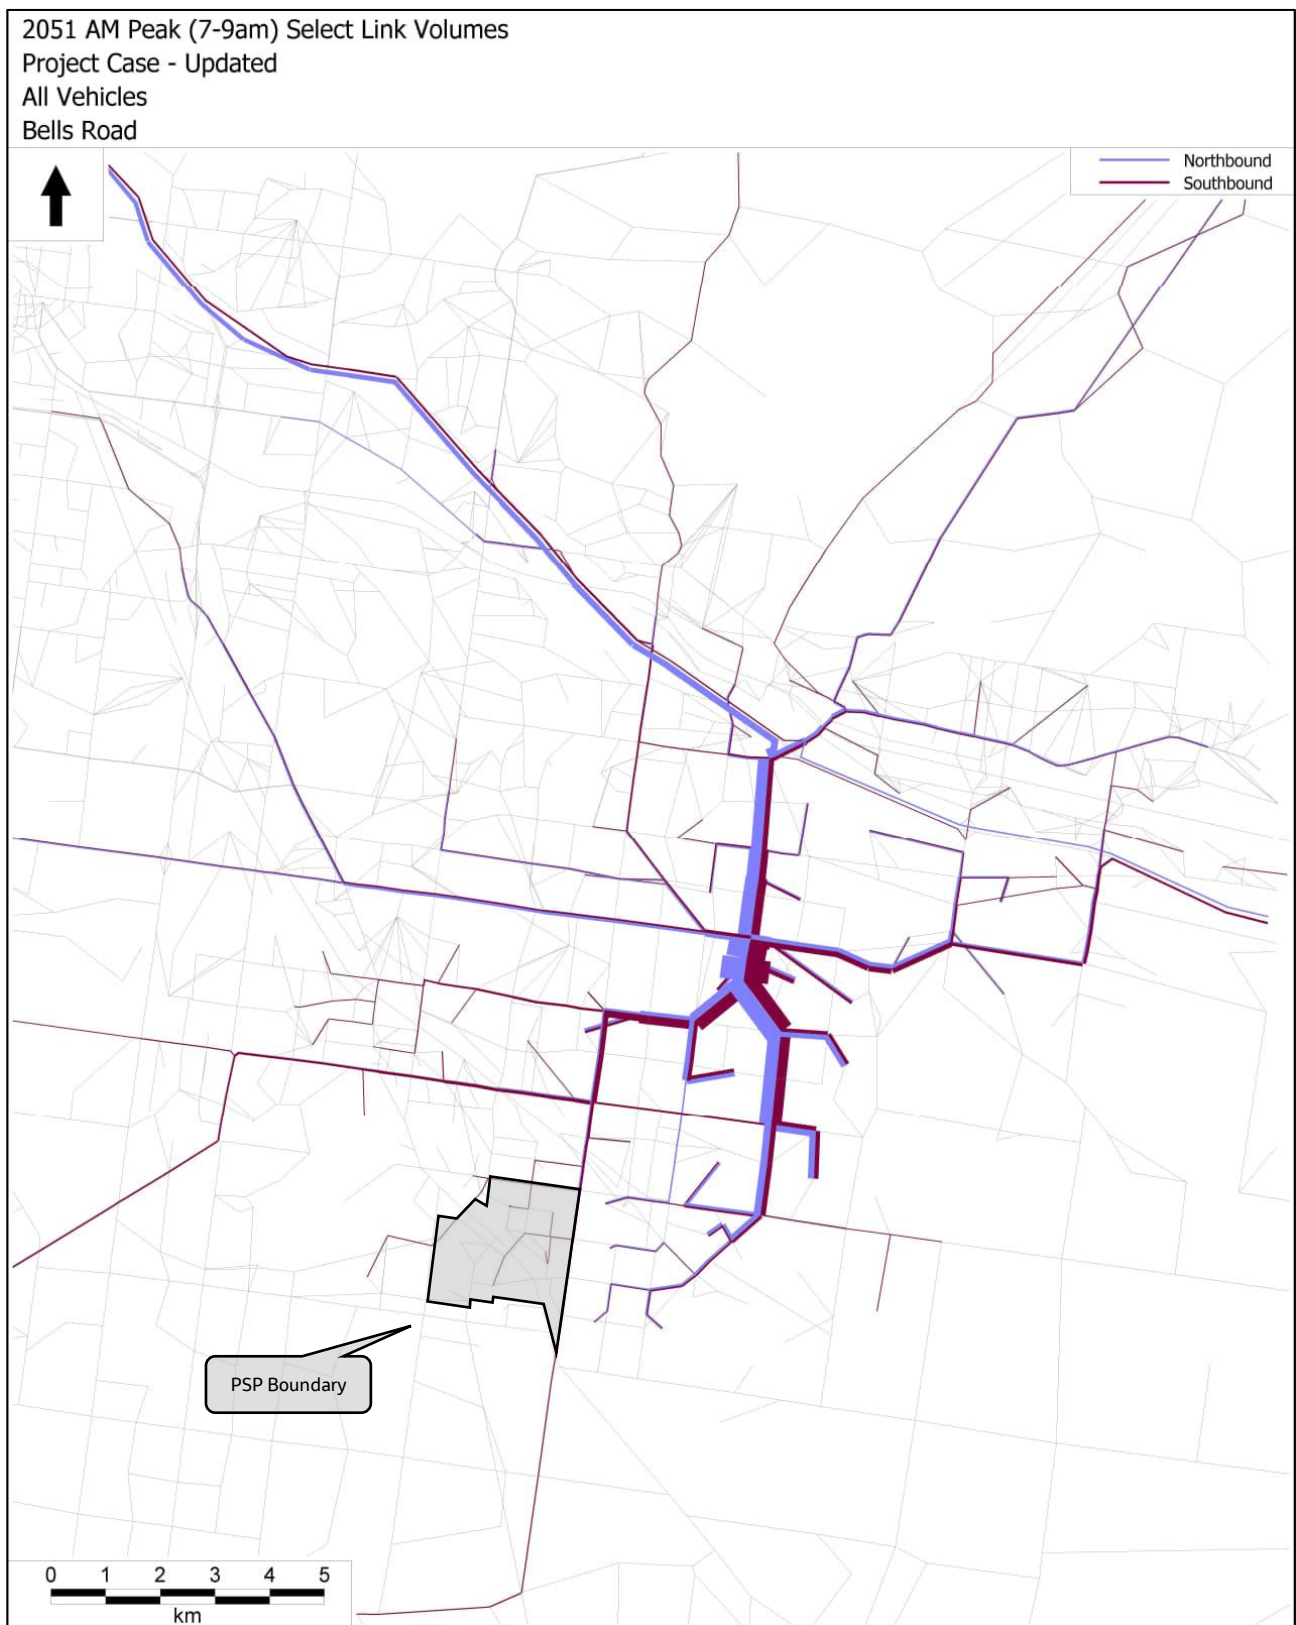 2051 AM Peak (7-9am) Select Link Volumes
Project Case - Updated
All Vehicles
Bells Road
Northbound
Southbound
PSP Boundary
0 1 2 3 4 5
km